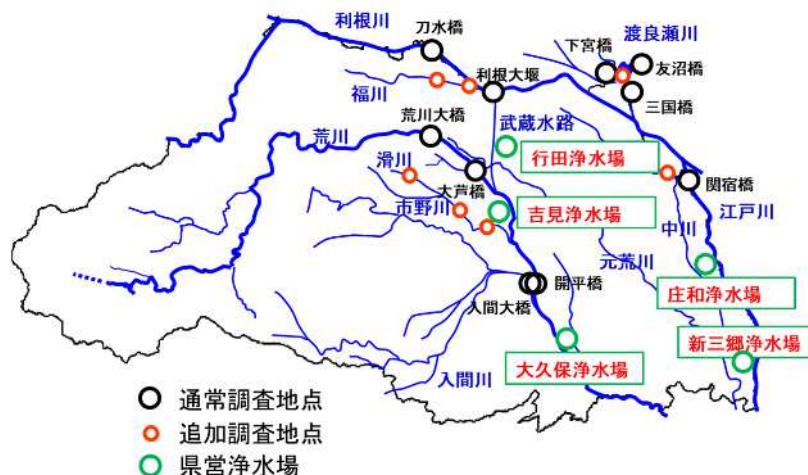 利根川
刀水橋
渡良瀬川
下宮橋
友沼橋
福川
利根大堰
三国橋
荒川大橋
武蔵水路
荒川
行田浄水場
滑川
大芦橋
関宿橋
市野川
吉見浄水場
江戸川
中川
元荒川
開平橋
庄和浄水場
入間大橋
新三郷浄水場
大久保浄水場
入間川
通常調査地点
追加調査地点
県営浄水場